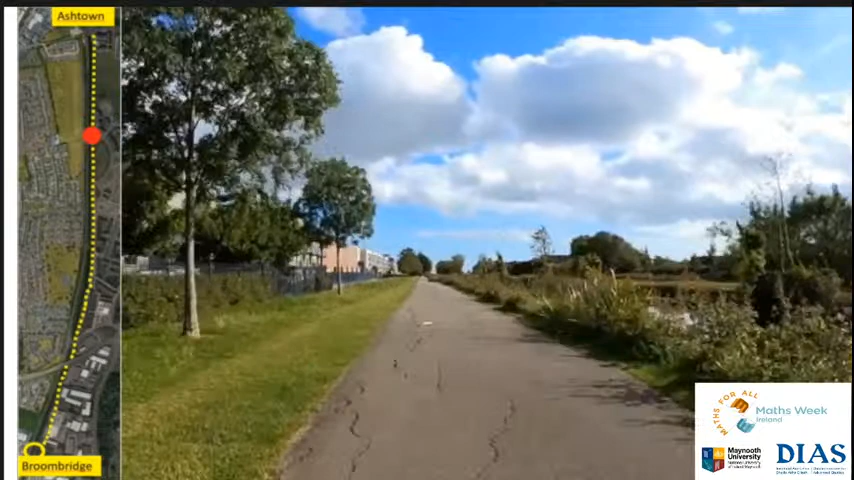 Ashtown
Broombridge
MATHS FOR ALL
Maths Week
Ireland
Maynooth
University
DIAS